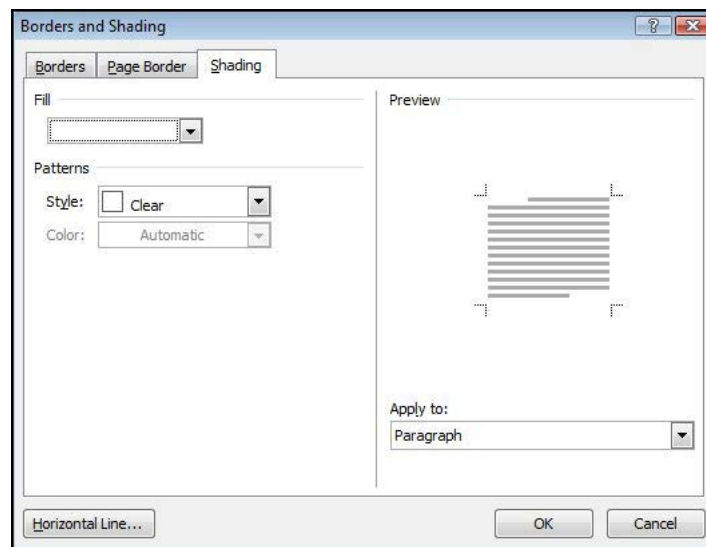 Borders and Shading
Borders
Page Border
Shading
Fill
Patterns
Style:
Clear
Color:
Automatic
Preview
Apply to:
Paragraph
Horizontal Line...
OK
Cancel